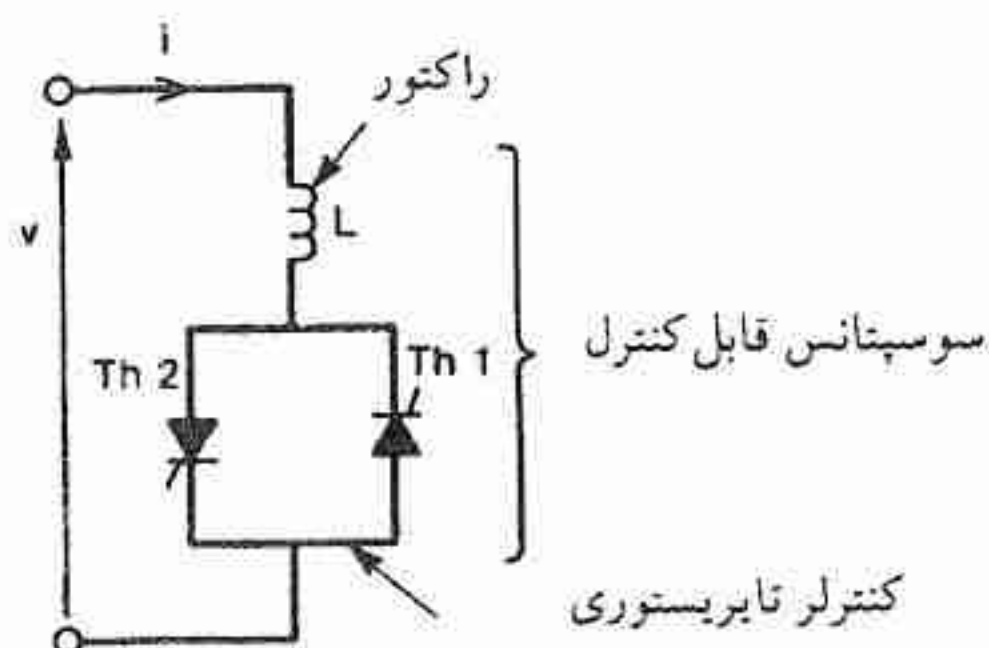 i
راکتور
v
L
سوسپتانس قابل کنترل
Th 2
Th 1
کنترلر تایریستوری